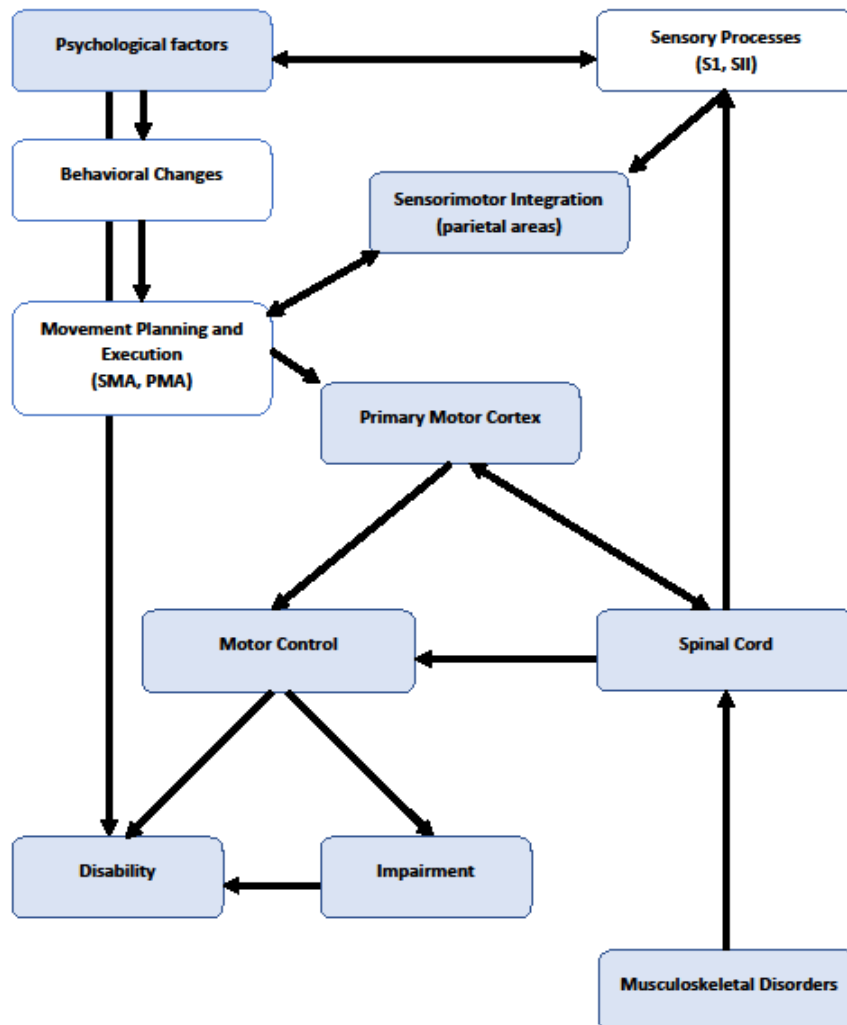 Psychological factors
Sensory Processes
(S1, SII)
Behavioral Changes
Sensorimotor Integration
(parietal areas)
Movement Planning and
Execution
(SMA, PMA)
Primary Motor Cortex
Motor Control
Spinal Cord
Disability
Impairment
Musculoskeletal Disorders